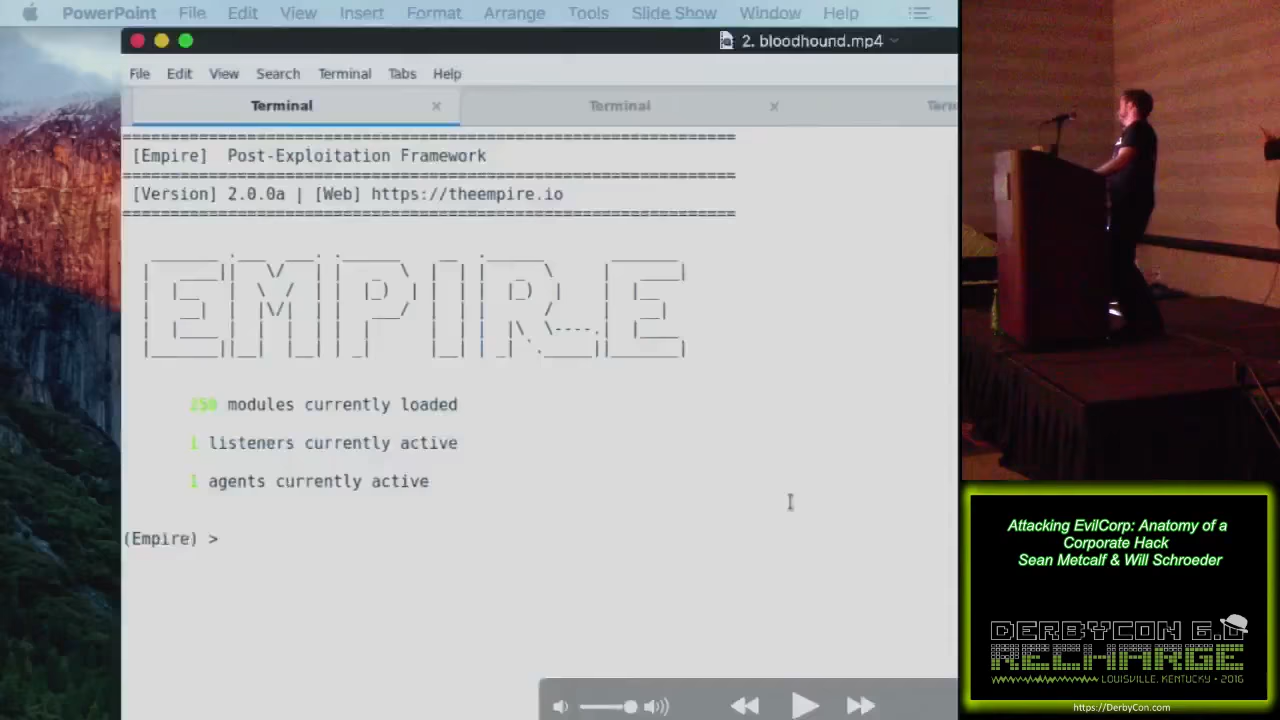 PowerPoint File Edit View Insert Format Arrange Tools Slide Show Window Help
2. bloodhound.mp4
File Edit View Search Terminal Tabs Help
Terminal × Terminal ×
[Empire] Post-Exploitation Framework
[Version] 2.0.0a | [Web] https://theempire.io
EMPIRE
250 modules currently loaded
1 listeners currently active
1 agents currently active
(Empire) >
Attacking EvilCorp: Anatomy of a
Corporate Hack
Sean Metcalf & Will Schroeder
DERBYCON 6.0
RECHARGE
LOUISVILLE, KENTUCKY • 2016
https://DerbyCon.com